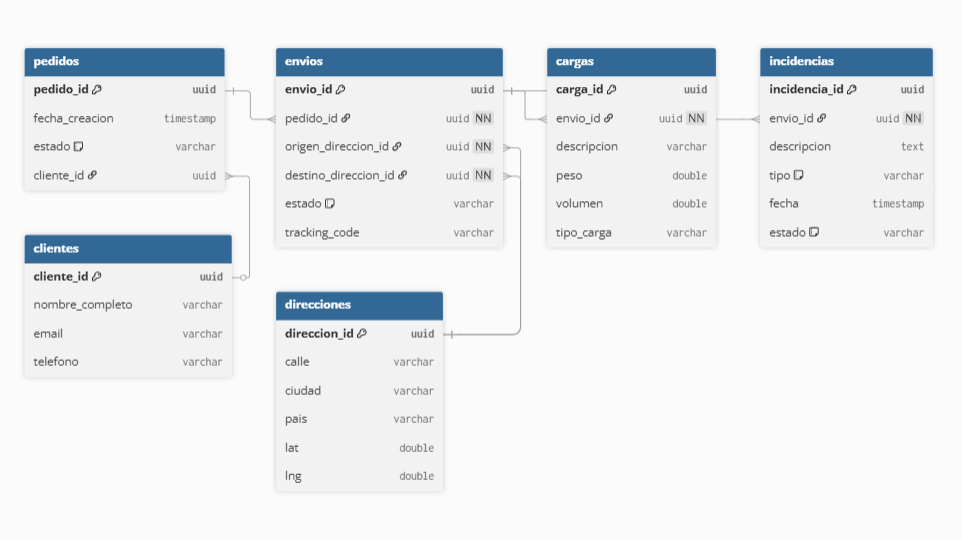 pedidos
pedido_id uuid
fecha_creacion timestamp
estado varchar
cliente_id uuid
clientes
cliente_id uuid
nombre_completo varchar
email varchar
telefono varchar
envios
envio_id uuid
pedido_id uuid NN
origen_direccion_id uuid NN
destino_direccion_id uuid NN
estado varchar
tracking_code varchar
direcciones
direccion_id uuid
calle varchar
ciudad varchar
pais varchar
lat double
lng double
cargas
carga_id uuid
envio_id uuid NN
descripcion varchar
peso double
volumen double
tipo_carga varchar
incidencias
incidencia_id uuid
envio_id uuid NN
descripcion text
tipo varchar
fecha timestamp
estado varchar